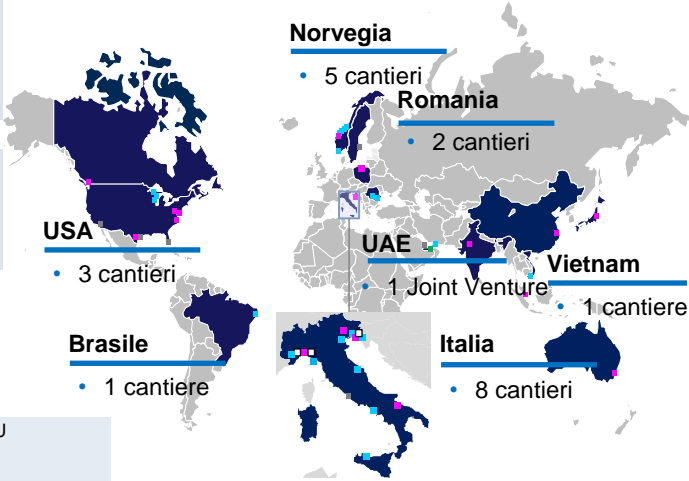 Norvegia
• 5 cantieri
Romania
• 2 cantieri
USA
• 3 cantieri
UAE
• 1 Joint Venture
Vietnam
• 1 cantiere
Brasile
• 1 cantiere
Italia
• 8 cantieri
U